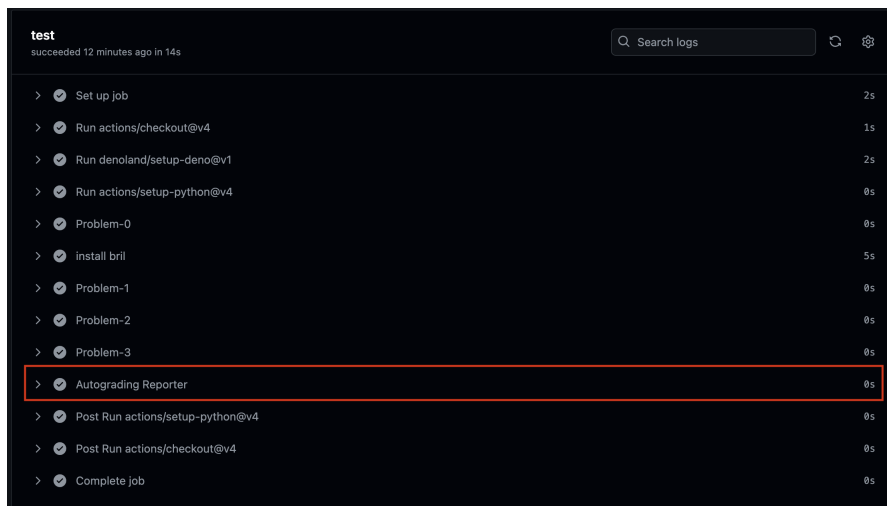 test
succeeded 12 minutes ago in 14s
Search logs
Set up job 2s
Run actions/checkout@v4 1s
Run denoland/setup-deno@v1 2s
Run actions/setup-python@v4 0s
Problem-0 0s
install bril 5s
Problem-1 0s
Problem-2 0s
Problem-3 0s
Autograding Reporter 0s
Post Run actions/setup-python@v4 0s
Post Run actions/checkout@v4 0s
Complete job 0s